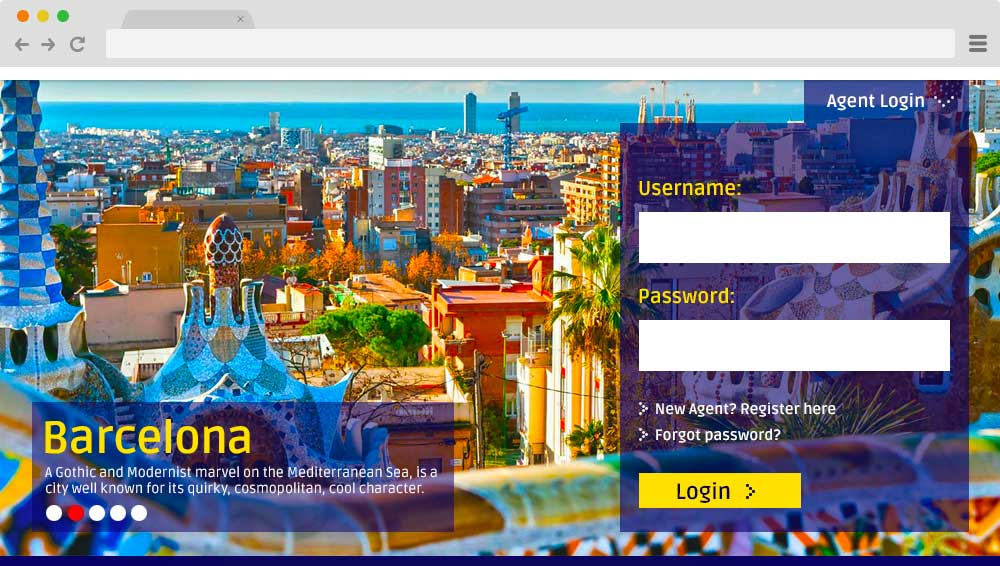 Agent Login
Username:
Password:
New Agent? Register here
Forgot password?
Login
Barcelona
A Gothic and Modernist marvel on the Mediterranean Sea, is a
city well known for its quirky, cosmopolitan, cool character.